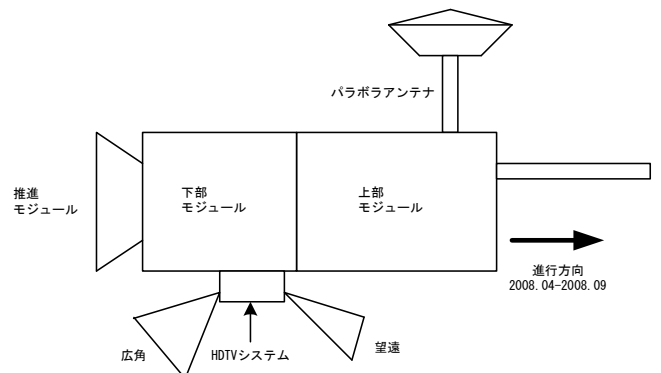 パラボラアンテナ
推進
モジュール
下部
モジュール
上部
モジュール
進行方向
2008.04-2008.09
広角
HDTVシステム
望遠